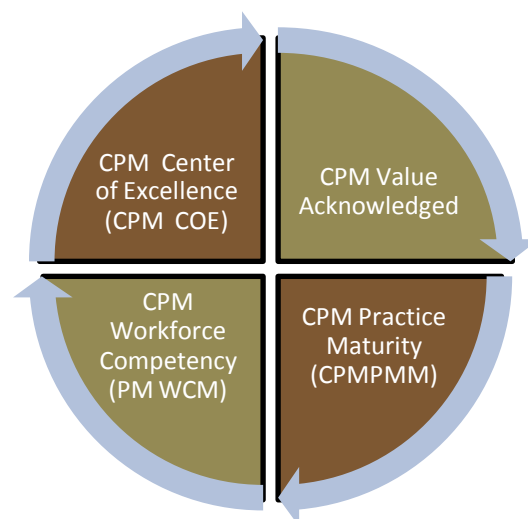 CPM Center
of Excellence
(CPM COE)
CPM Value
Acknowledged
CPM
Workforce
Competency
(PM WCM)
CPM Practice
Maturity
(CPMPMM)